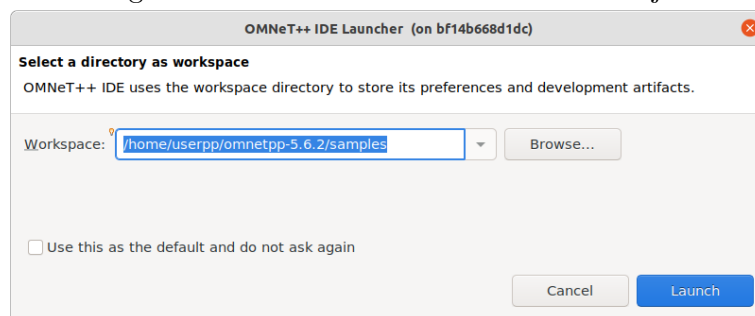 OMNeT++ IDE Launcher (on bf14b668d1dc)
Select a directory as workspace
OMNeT++ IDE uses the workspace directory to store its preferences and development artifacts.
Workspace: /home/userpp/omnetpp-5.6.2/samples Browse...
Use this as the default and do not ask again
Cancel Launch